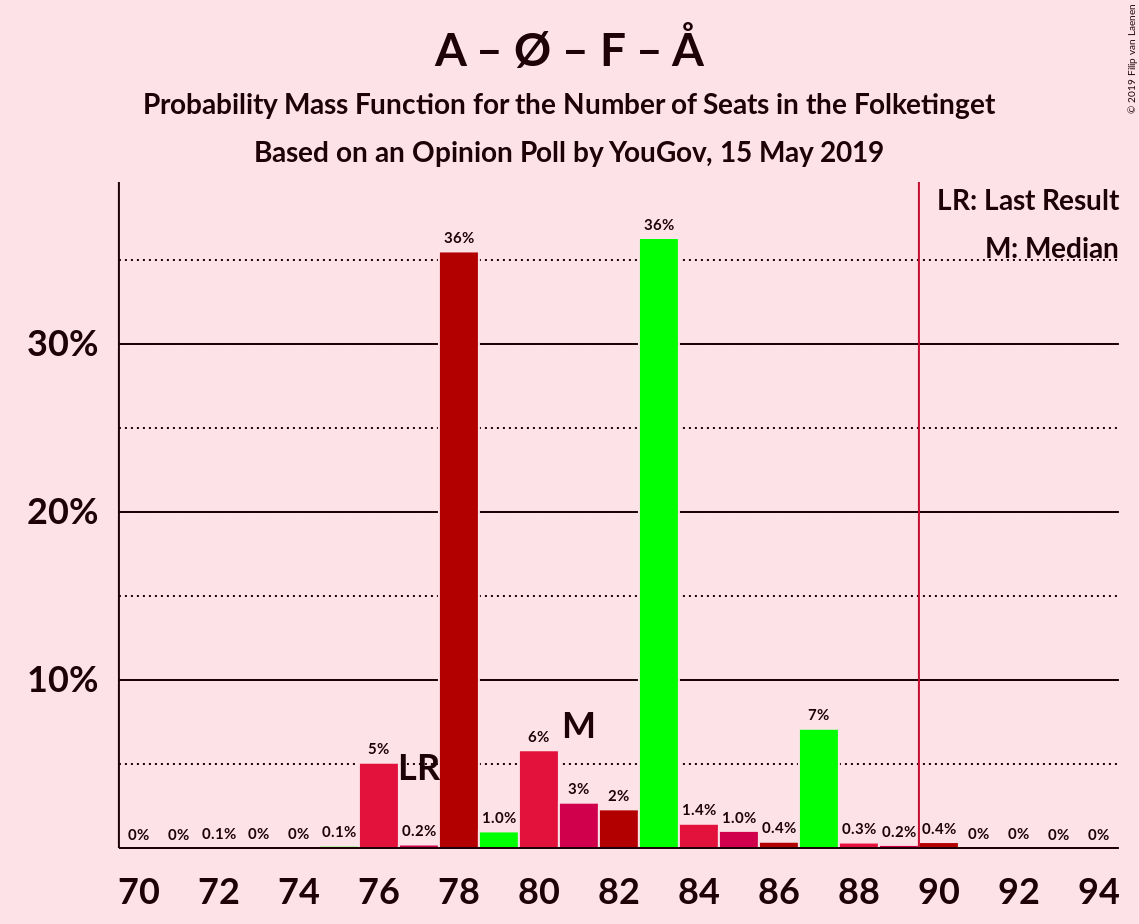 A – Ø – F – Å
Probability Mass Function for the Number of Seats in the Folketinget
Based on an Opinion Poll by YouGov, 15 May 2019
© 2019 Filip van Laenen
LR: Last Result
M: Median
30%
20%
10%
0% 0% 0.1% 0% 0% 0.1% 5% 0.2% 36% 1.0% 6% 3% 2% 36% 1.4% 1.0% 0.4% 7% 0.3% 0.2% 0.4% 0% 0% 0% 0%
LR
M
70 72 74 76 78 80 82 84 86 88 90 92 94